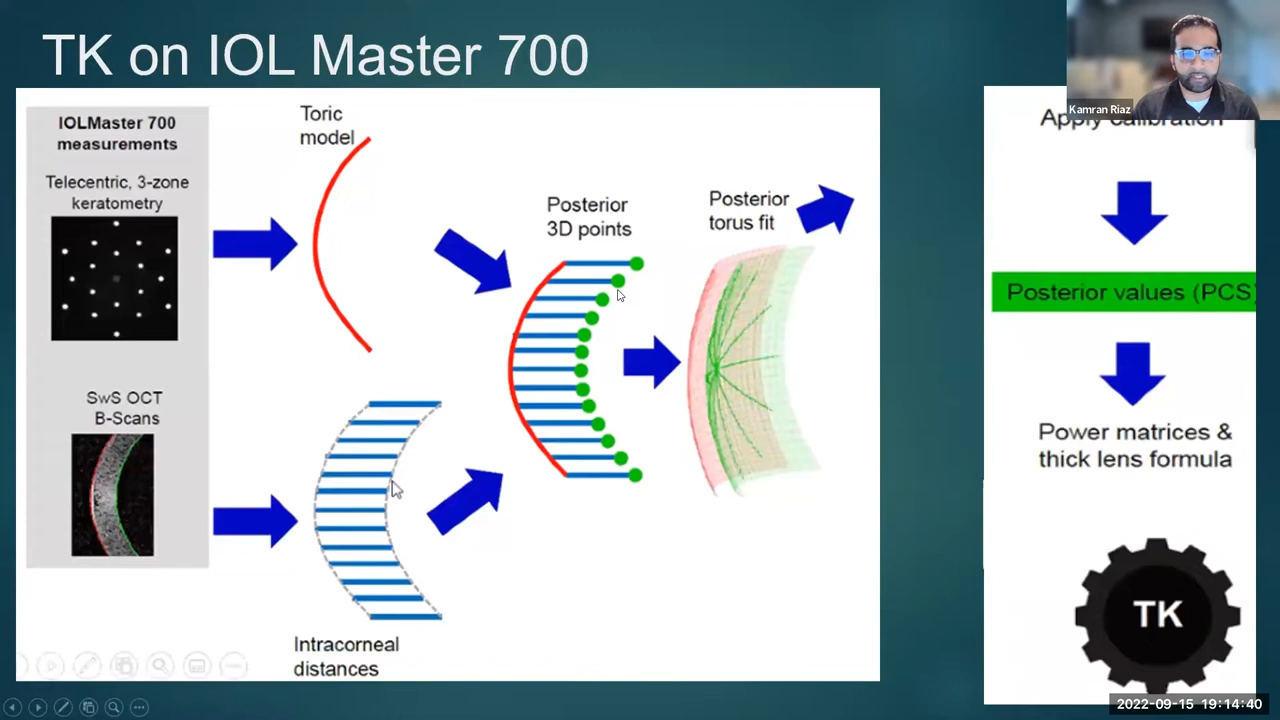 TK on IOL Master 700
IOLMaster 700
measurements
Telecentric, 3-zone
keratometry
SwS OCT
B-Scans
Toric
model
Intracorneal
distances
Posterior
3D points
Posterior
torus fit
Kamran Riaz
Apply calibration
Posterior values (PCS)
Power matrices &
thick lens formula
TK
2022-09-15 19:14:40